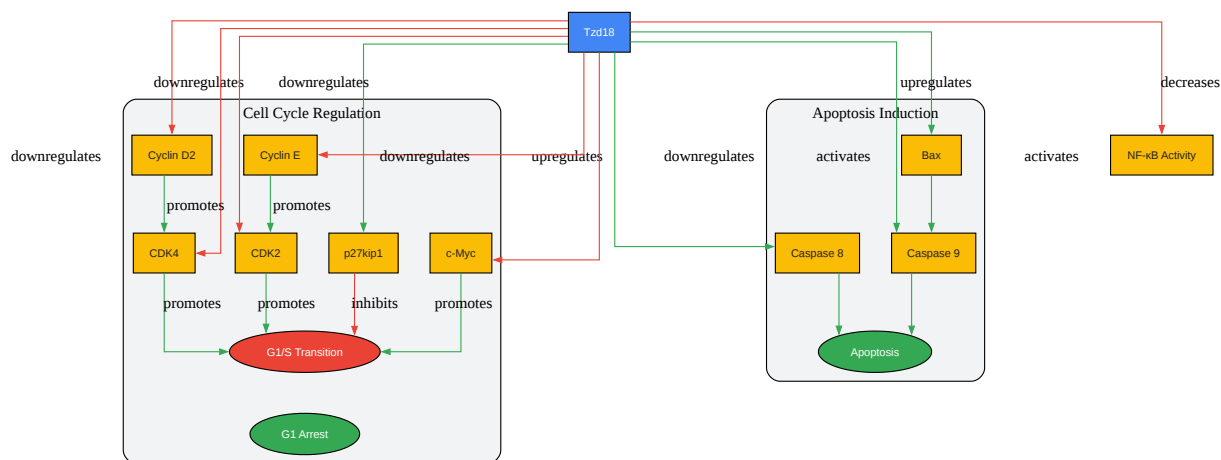 Tzd18
downregulates
downregulates
upregulates
decreases
Cell Cycle Regulation
Apoptosis Induction
downregulates
Cyclin D2
Cyclin E
downregulates
upregulates
downregulates
activates
Bax
activates
NF-κB Activity
promotes
promotes
CDK4
CDK2
p27kip1
c-Myc
Caspase 8
Caspase 9
promotes
promotes
inhibits
promotes
G1/S Transition
Apoptosis
G1 Arrest